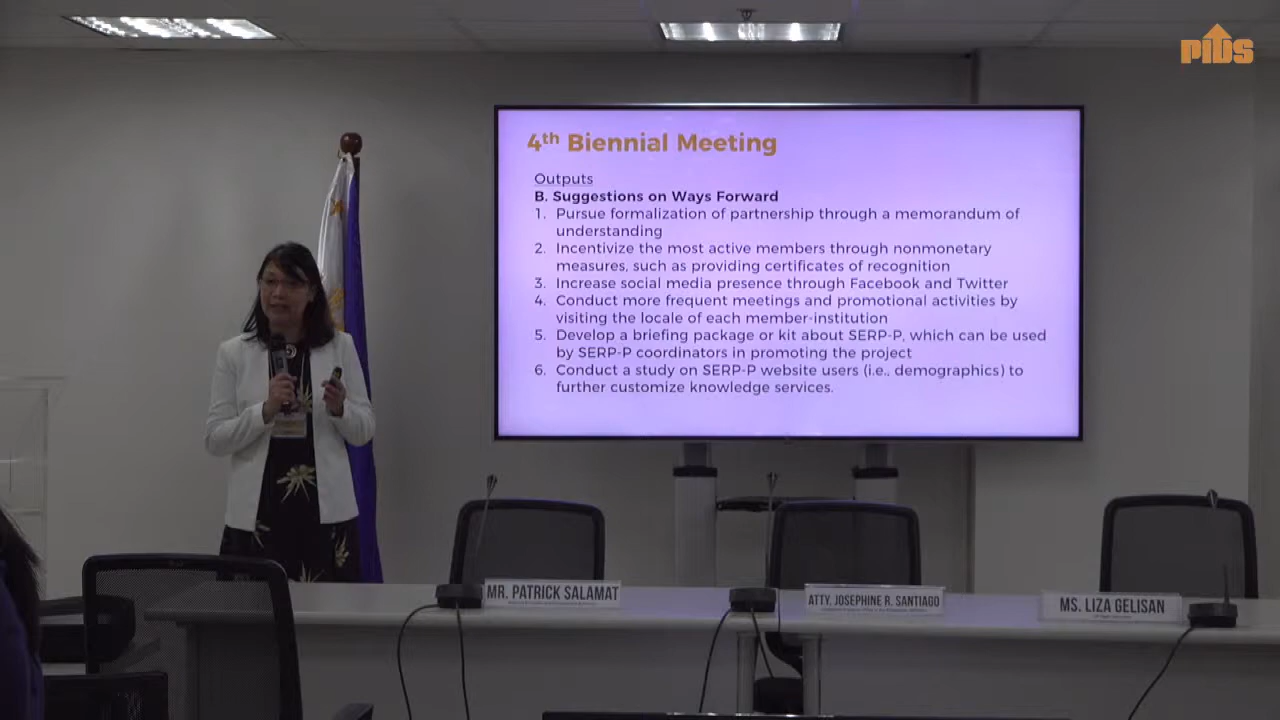 PIDS
4th Biennial Meeting
Outputs
B. Suggestions on Ways Forward
1. Pursue formalization of partnership through a memorandum of
understanding
2. Incentivize the most active members through nonmonetary
measures, such as providing certificates of recognition
3. Increase social media presence through Facebook and Twitter
4. Conduct more frequent meetings and promotional activities by
visiting the locale of each member-institution
5. Develop a briefing package or kit about SERP-P, which can be used
by SERP-P coordinators in promoting the project
6. Conduct a study on SERP-P website users (i.e., demographics) to
further customize knowledge services.
MR. PATRICK SALAMAT
ATTY. JOSEPHINE R. SANTIAGO
MS. LIZA GELISAN